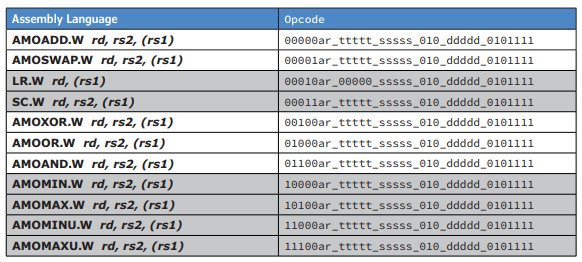 Assembly Language Opcode
AMOADD.W rd, rs2, (rs1) 00000ar_ttttt_sssss_010_ddddd_0101111
AMOSWAP.W rd, rs2, (rs1) 00001ar_ttttt_sssss_010_ddddd_0101111
LR.W rd, (rs1) 00010ar_00000_sssss_010_ddddd_0101111
SC.W rd, rs2, (rs1) 00011ar_ttttt_sssss_010_ddddd_0101111
AMOXOR.W rd, rs2, (rs1) 00100ar_ttttt_sssss_010_ddddd_0101111
AMOOR.W rd, rs2, (rs1) 01000ar_ttttt_sssss_010_ddddd_0101111
AMOAND.W rd, rs2, (rs1) 01100ar_ttttt_sssss_010_ddddd_0101111
AMOMIN.W rd, rs2, (rs1) 10000ar_ttttt_sssss_010_ddddd_0101111
AMOMAX.W rd, rs2, (rs1) 10100ar_ttttt_sssss_010_ddddd_0101111
AMOMINU.W rd, rs2, (rs1) 11000ar_ttttt_sssss_010_ddddd_0101111
AMOMAXU.W rd, rs2, (rs1) 11100ar_ttttt_sssss_010_ddddd_0101111